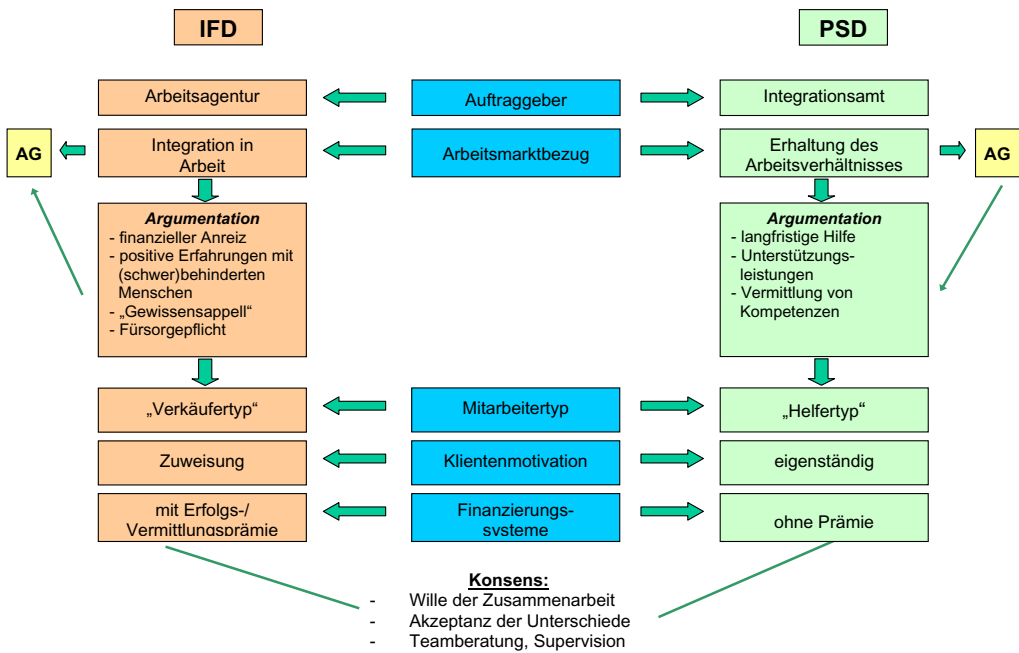 IFD
PSD
Arbeitsagentur
Auftraggeber
Integrationsamt
AG
Integration in
Arbeit
Arbeitsmarktbezug
Erhaltung des
Arbeitsverhältnisses
AG
Argumentation
- finanzieller Anreiz
- positive Erfahrungen mit
(schwer)behinderten
Menschen
- „Gewissensappell“
- Fürsorgepflicht
Argumentation
- langfristige Hilfe
- Unterstützungs-
leistungen
- Vermittlung von
Kompetenzen
„Verkäufertyp“
Mitarbeitertyp
„Helfertyp“
Zuweisung
Klientenmotivation
eigenständig
mit Erfolgs-/
Vermittlungsprämie
Finanzierungs-
systeme
ohne Prämie
Konsens:
- Wille der Zusammenarbeit
- Akzeptanz der Unterschiede
- Teamberatung, Supervision